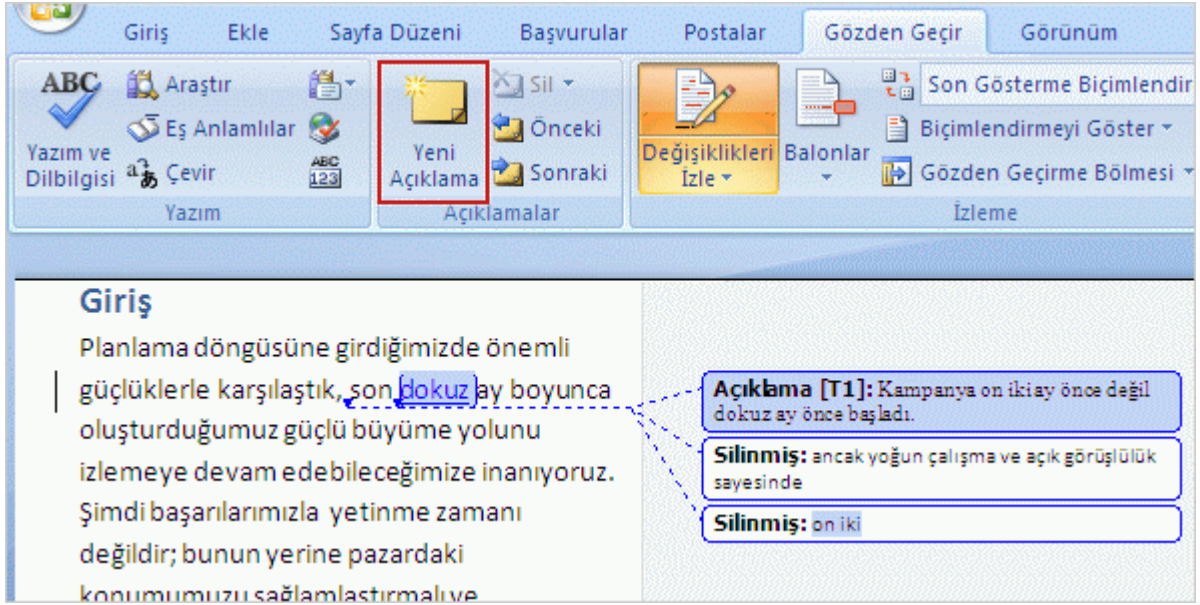 Giriş Ekle Sayfa Düzeni Başvurular Postalar Gözden Geçir Görünüm
ABC Yazım ve Dilbilgisi
Araştır
Eş Anlamlılar
Çevir
ABC 123
Yazım
Yeni Açıklama
Sil
Önceki
Sonraki
Açıklamalar
Değişiklikleri İzle
Balonlar
Son Gösterme Biçimlendir
Biçimlendirmeyi Göster
Gözden Geçirme Bölmesi
İzleme
Giriş
Planlama döngüsüne girdiğimizde önemli
güçlüklerle karşılaştık, son dokuz ay boyunca
oluşturduğumuz güçlü büyüme yolunu
izlemeye devam edebileceğimize inanıyoruz.
Şimdi başarılarımızla yetinme zamanı
değildir; bunun yerine pazardaki
konumumuzu sağlamlaştırmalı ve
Açıklama [T1]: Kampanya on iki ay önce değil
dokuz ay önce başladı.
Silinmiş: ancak yoğun çalışma ve açık görüşlülük
sayesinde
Silinmiş: on iki